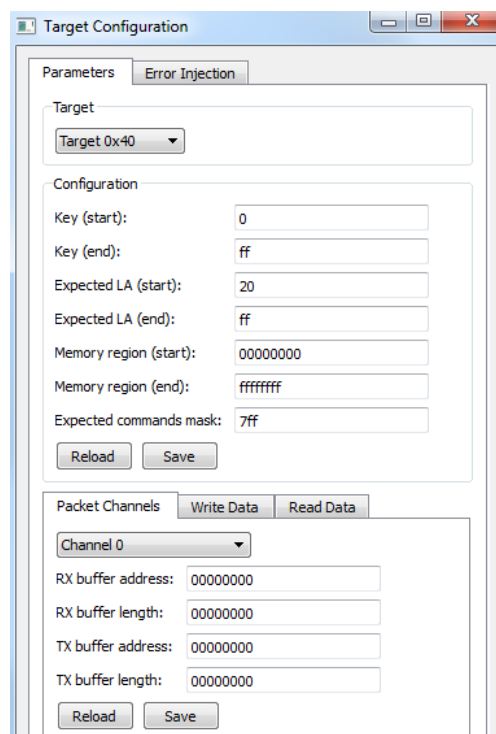 Target Configuration
Parameters Error Injection
Target
Target 0x40
Configuration
Key (start): 0
Key (end): ff
Expected LA (start): 20
Expected LA (end): ff
Memory region (start): 00000000
Memory region (end): ffffffff
Expected commands mask: 7ff
Reload Save
Packet Channels Write Data Read Data
Channel 0
RX buffer address: 00000000
RX buffer length: 00000000
TX buffer address: 00000000
TX buffer length: 00000000
Reload Save